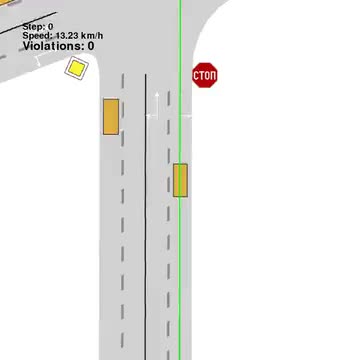 Step: 0
Speed: 13.23 km/h
Violations: 0
СТОП